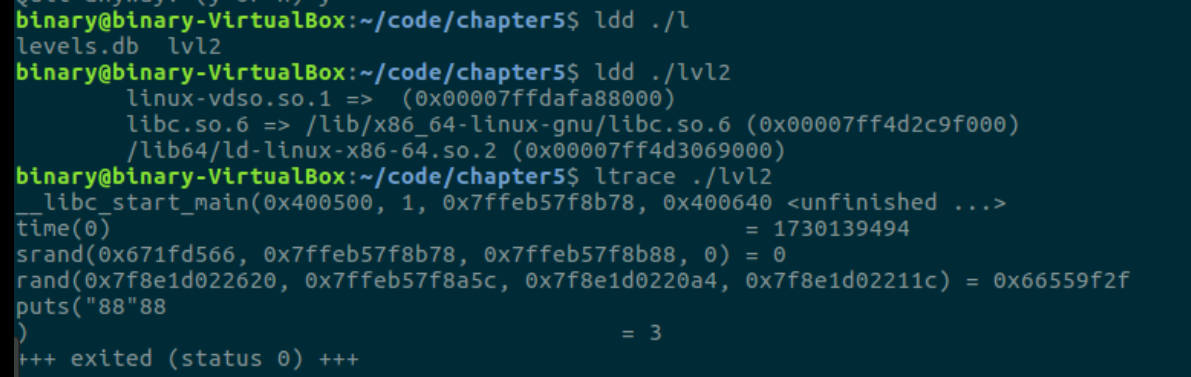 Quit anyway? (y or n) y
binary@binary-VirtualBox:~/code/chapter5$ ldd ./l
levels.db  lvl2
binary@binary-VirtualBox:~/code/chapter5$ ldd ./lvl2
        linux-vdso.so.1 =>  (0x00007ffdafa88000)
        libc.so.6 => /lib/x86_64-linux-gnu/libc.so.6 (0x00007ff4d2c9f000)
        /lib64/ld-linux-x86-64.so.2 (0x00007ff4d3069000)
binary@binary-VirtualBox:~/code/chapter5$ ltrace ./lvl2
__libc_start_main(0x400500, 1, 0x7ffeb57f8b78, 0x400640 <unfinished ...>
time(0)                                          = 1730139494
srand(0x671fd566, 0x7ffeb57f8b78, 0x7ffeb57f8b88, 0) = 0
rand(0x7f8e1d022620, 0x7ffeb57f8a5c, 0x7f8e1d0220a4, 0x7f8e1d02211c) = 0x66559f2f
puts("88"88
)                                 = 3
+++ exited (status 0) +++